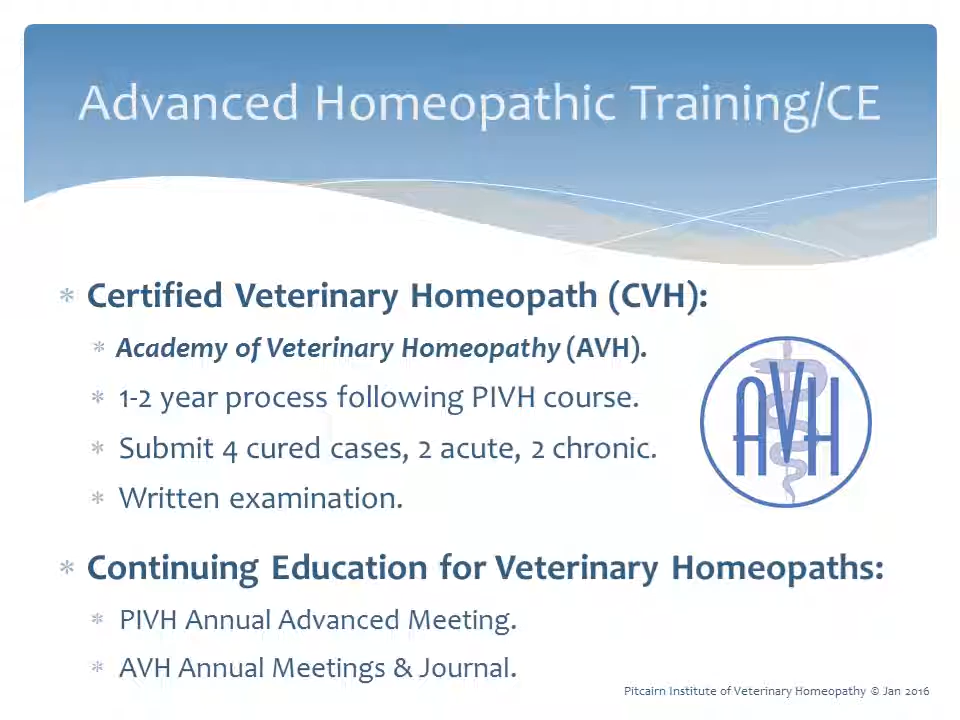 Advanced Homeopathic Training/CE
* Certified Veterinary Homeopath (CVH):
* Academy of Veterinary Homeopathy (AVH).
* 1-2 year process following PIVH course.
* Submit 4 cured cases, 2 acute, 2 chronic.
* Written examination.
AVH
* Continuing Education for Veterinary Homeopaths:
* PIVH Annual Advanced Meeting.
* AVH Annual Meetings & Journal.
Pitcairn Institute of Veterinary Homeopathy © Jan 2016